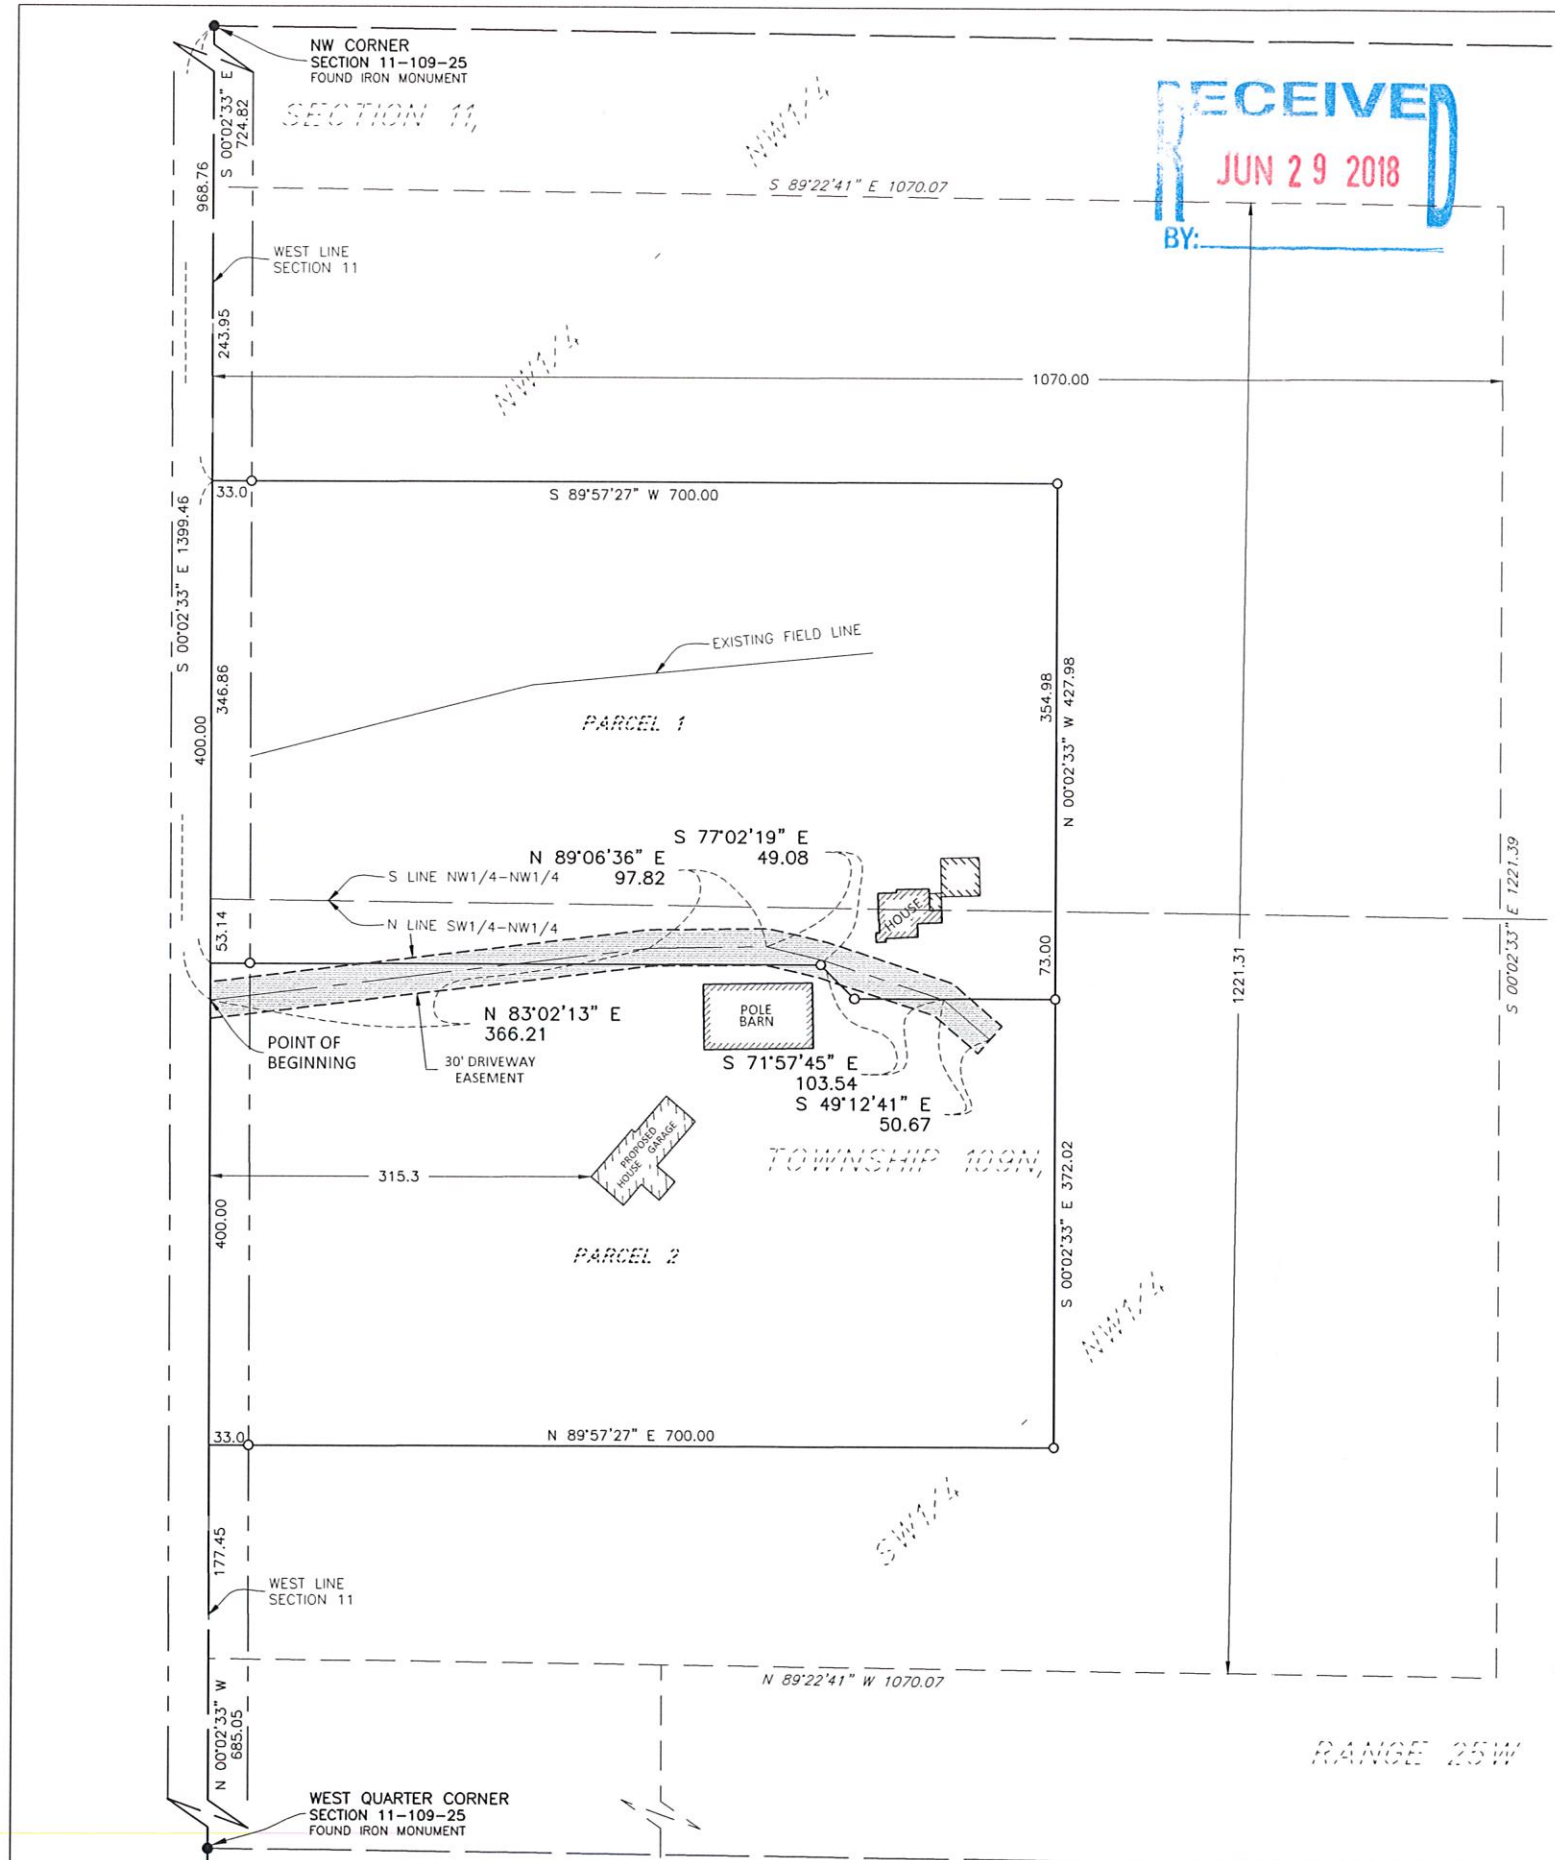 NW CORNER
SECTION 11-109-25
FOUND IRON MONUMENT
S 00°02'33" E
724.82
SECTION 11,
NW1/4
RECEIVED
JUN 29 2018
BY:
968.76
S 89°22'41" E 1070.07
WEST LINE
SECTION 11
243.95
NW1/4
1070.00
33.0
S 89°57'27" W 700.00
S 00°02'33" E 1399.46
EXISTING FIELD LINE
346.86
400.00
PARCEL 1
354.98
N 00°02'33" W 427.98
S 77°02'19" E
49.08
N 89°06'36" E
97.82
S LINE NW1/4-NW1/4
N LINE SW1/4-NW1/4
HOUSE
53.14
73.00
1221.31
S 00°02'33" E 1221.39
N 83°02'13" E
366.21
POLE
BARN
POINT OF
BEGINNING
30' DRIVEWAY
EASEMENT
S 71°57'45" E
103.54
S 49°12'41" E
50.67
PROPOSED
HOUSE GARAGE
TOWNSHIP 109N,
315.3
400.00
S 00°02'33" E 372.02
PARCEL 2
NW1/4
33.0
N 89°57'27" E 700.00
SW1/4
177.45
WEST LINE
SECTION 11
N 89°22'41" W 1070.07
N 00°02'33" W
685.05
RANGE 25W
WEST QUARTER CORNER
SECTION 11-109-25
FOUND IRON MONUMENT